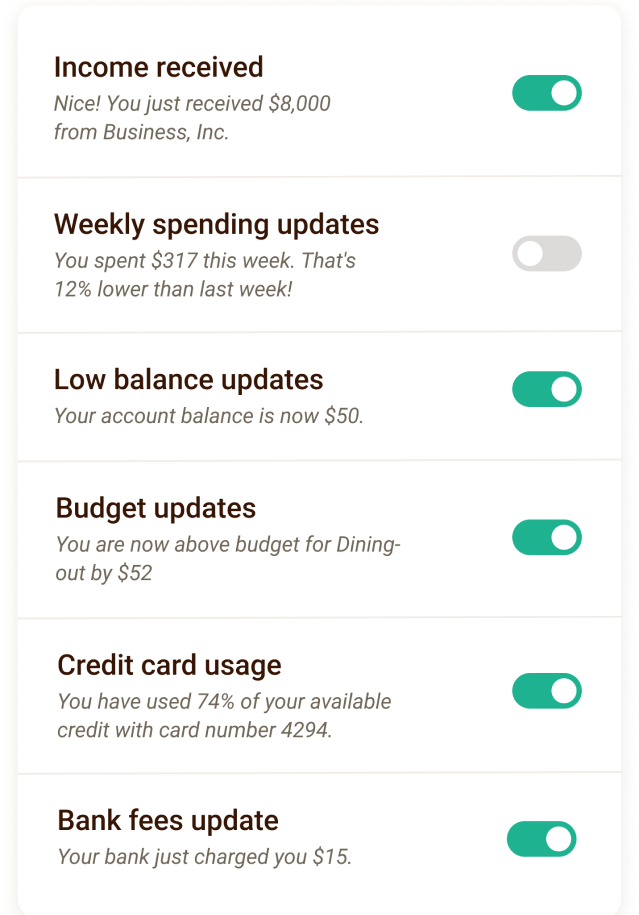 Income received
Nice! You just received $8,000
from Business, Inc.
Weekly spending updates
You spent $317 this week. That's
12% lower than last week!
Low balance updates
Your account balance is now $50.
Budget updates
You are now above budget for Dining-
out by $52
Credit card usage
You have used 74% of your available
credit with card number 4294.
Bank fees update
Your bank just charged you $15.